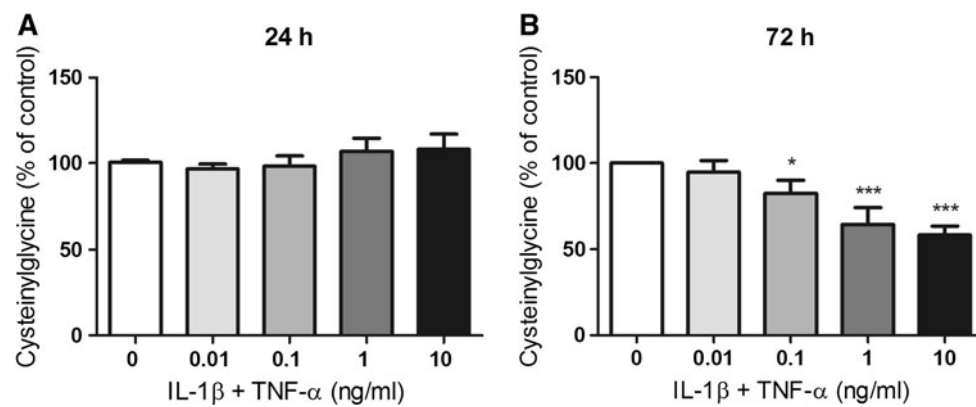 A
24 h
Cysteinylglycine (% of control)
150
100
50
0
0 0.01 0.1 1 10
IL-1β + TNF-α (ng/ml)
B
72 h
Cysteinylglycine (% of control)
150
100
50
0
* *** ***
0 0.01 0.1 1 10
IL-1β + TNF-α (ng/ml)